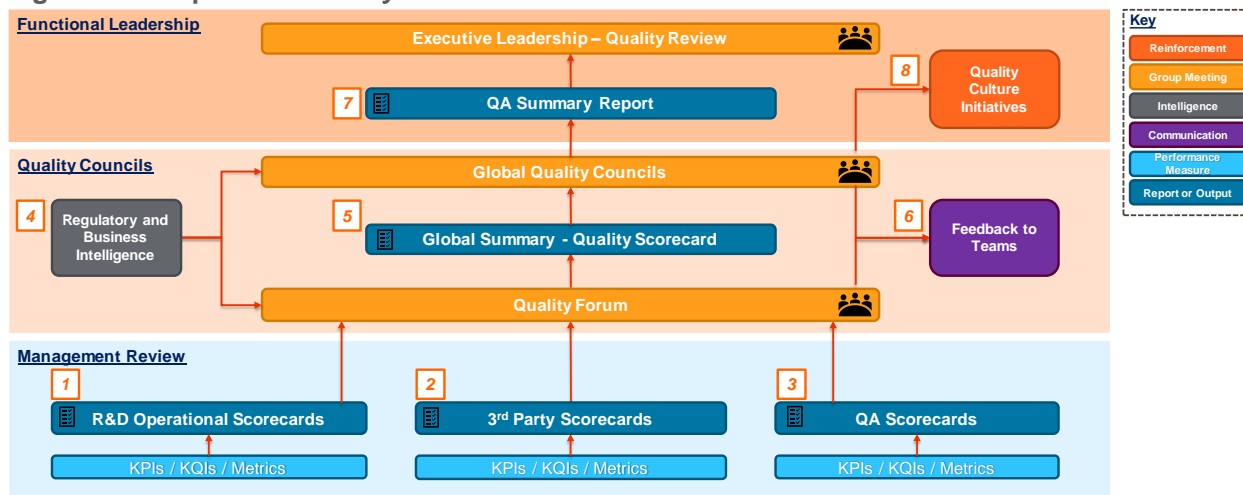 Functional Leadership
Executive Leadership – Quality Review
7
QA Summary Report
8
Quality
Culture
Initiatives
Quality Councils
Global Quality Councils
4
Regulatory and
Business
Intelligence
5
Global Summary - Quality Scorecard
6
Feedback to
Teams
Quality Forum
Management Review
1
R&D Operational Scorecards
KPIs / KQIs / Metrics
2
3rd Party Scorecards
KPIs / KQIs / Metrics
3
QA Scorecards
KPIs / KQIs / Metrics
Key
Reinforcement
Group Meeting
Intelligence
Communication
Performance
Measure
Report or Output